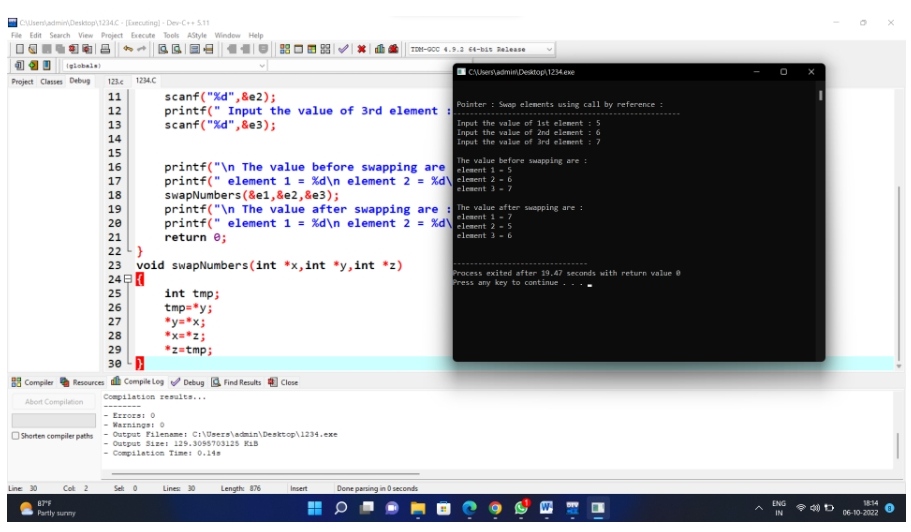 C:\Users\admin\Desktop\1234.C - [Executing] - Dev-C++ 5.11
File Edit Search View Project Execute Tools AStyle Window Help
TDM-GCC 4.9.2 64-bit Release
(globals)
Project Classes Debug
123.c 1234.C
11 scanf("%d",&e2);
12 printf(" Input the value of 3rd element :
13 scanf("%d",&e3);
14
15
16 printf("\n The value before swapping are
17 printf(" element 1 = %d\n element 2 = %d\
18 swapNumbers(&e1,&e2,&e3);
19 printf("\n The value after swapping are :
20 printf(" element 1 = %d\n element 2 = %d\
21 return 0;
22 }
23 void swapNumbers(int *x,int *y,int *z)
24 {
25 int tmp;
26 tmp=*y;
27 *y=*x;
28 *x=*z;
29 *z=tmp;
30 }
C:\Users\admin\Desktop\1234.exe
Pointer : Swap elements using call by reference :
Input the value of 1st element : 5
Input the value of 2nd element : 6
Input the value of 3rd element : 7
The value before swapping are :
element 1 = 5
element 2 = 6
element 3 = 7
The value after swapping are :
element 1 = 7
element 2 = 5
element 3 = 6
--------------------------------
Process exited after 19.47 seconds with return value 0
Press any key to continue . . .
Compiler Resources Compile Log Debug Find Results Close
Abort Compilation
Shorten compiler paths
Compilation results...
--------
- Errors: 0
- Warnings: 0
- Output Filename: C:\Users\admin\Desktop\1234.exe
- Output Size: 129.3095703125 KiB
- Compilation Time: 0.14s
Line: 30 Col: 2 Sel: 0 Lines: 30 Length: 876 Insert Done parsing in 0 seconds
87°F
Partly sunny
ENG
IN
18:14
06-10-2022